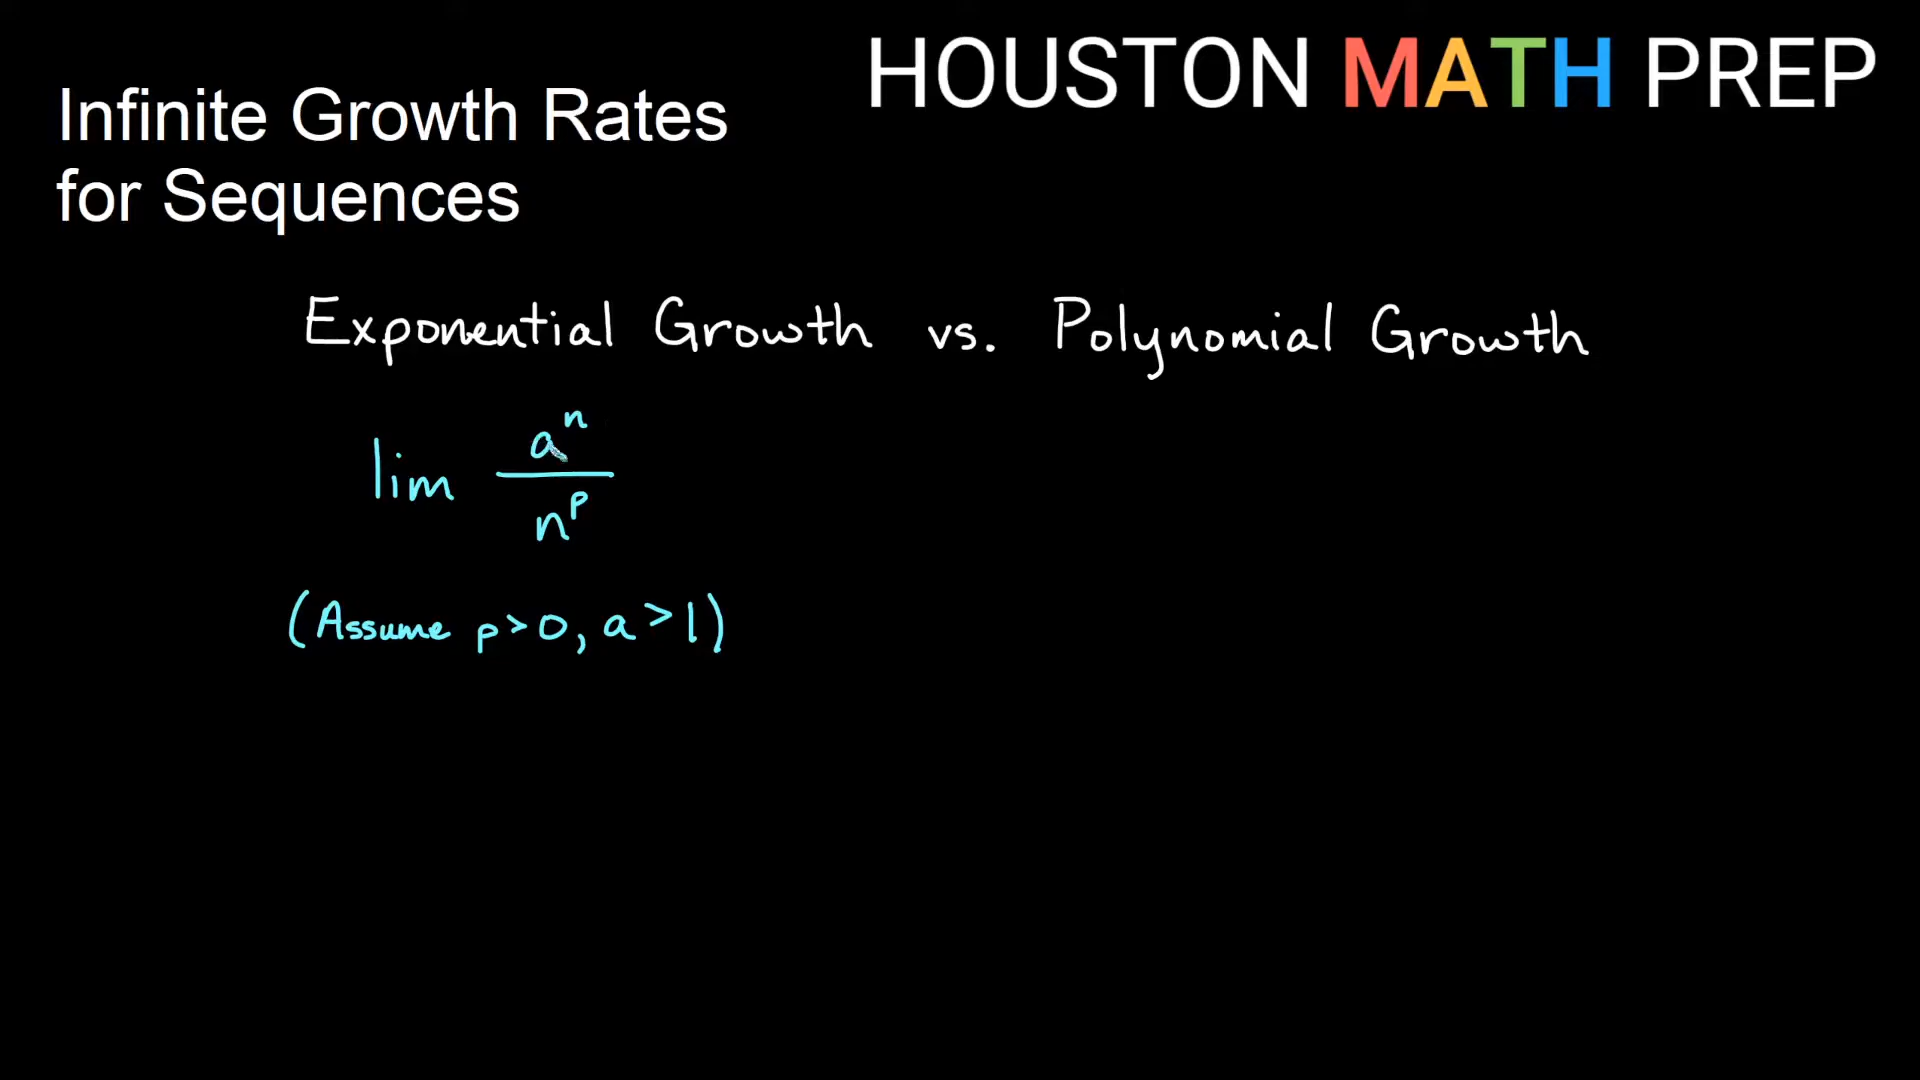 HOUSTON MATH PREP
Infinite Growth Rates
for Sequences
Exponential Growth vs. Polynomial Growth
lim a^n / n^p
(Assume p > 0, a > 1)